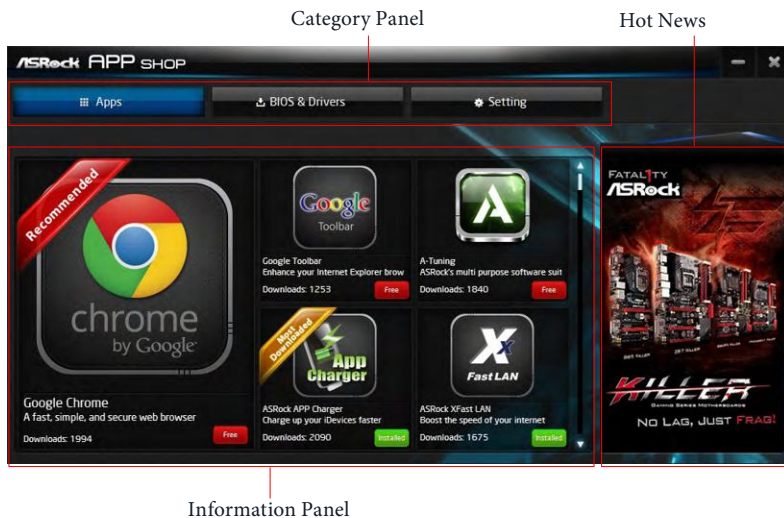 Category Panel
Hot News
ASRock APP SHOP
Apps
BIOS & Drivers
Setting
Recommended
chrome
by Google
Google Chrome
A fast, simple, and secure web browser
Downloads: 1994
Free
Google
Toolbar
Google Toolbar
Enhance your Internet Explorer brow
Downloads: 1253
Free
A-Tuning
ASRock's multi purpose software suit
Downloads: 1840
Free
Most
Downloaded
App
Charger
ASRock APP Charger
Charge up your iDevices faster
Downloads: 2090
Installed
Fast LAN
ASRock XFast LAN
Boost the speed of your internet
Downloads: 1675
Installed
FATAL1TY
ASRock
KILLER
GAMING SERIES MOTHERBOARDS
NO LAG, JUST FRAG!
Information Panel